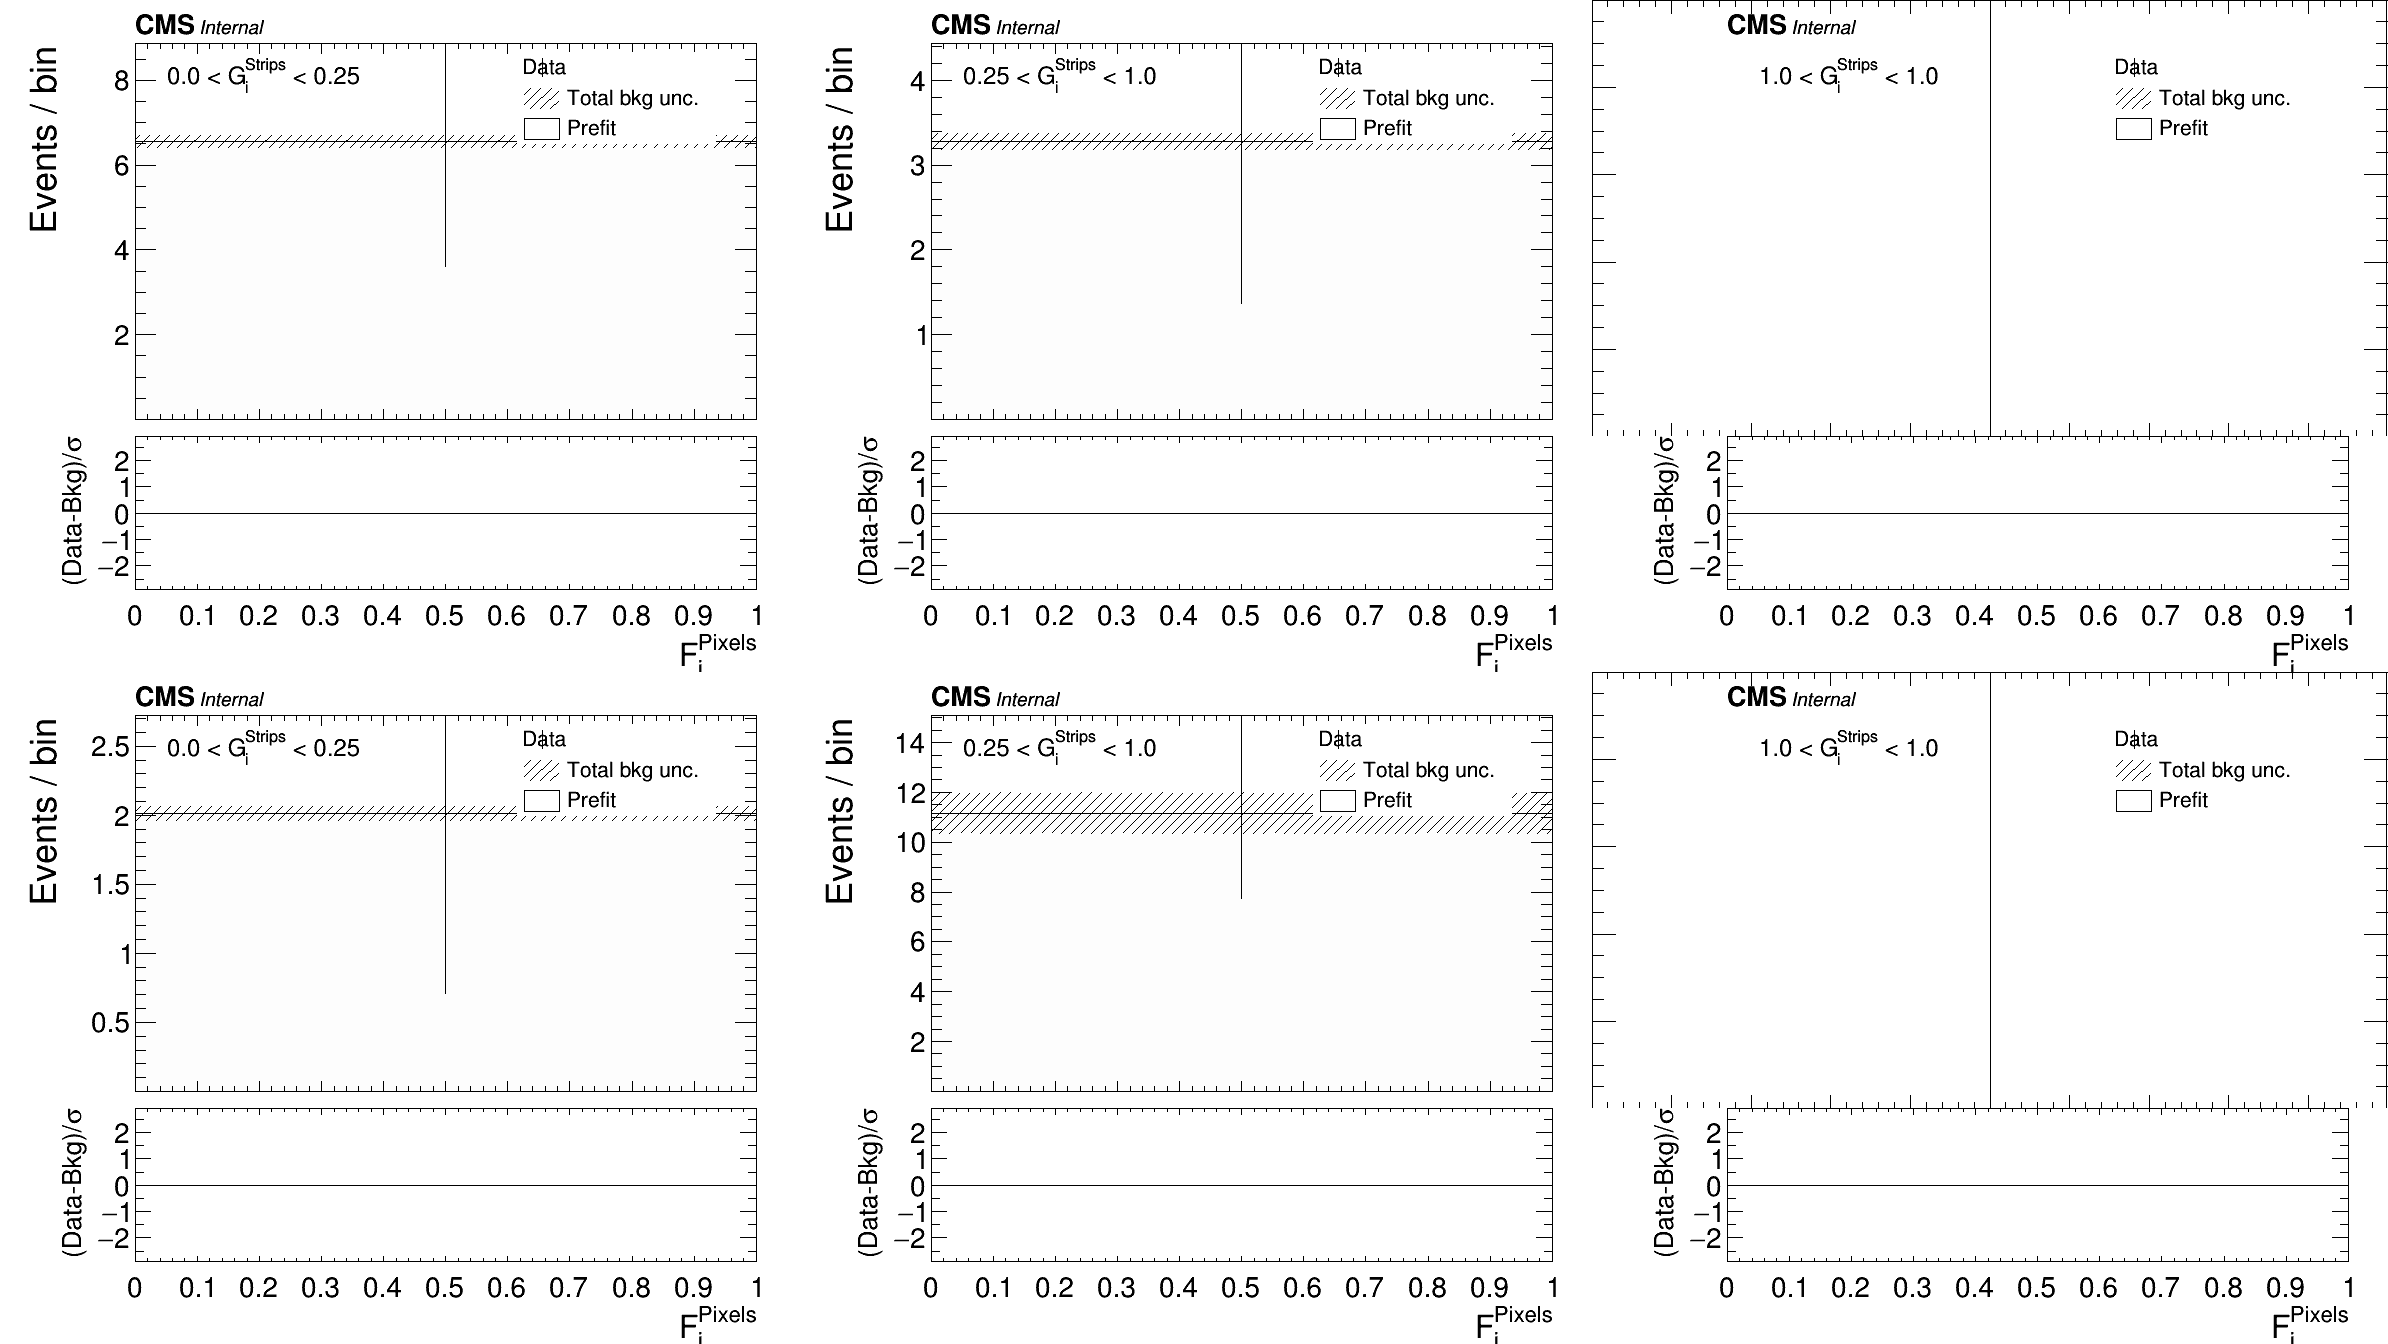 CMS Internal
0.0 < G_i^Strips < 0.25
Data
Total bkg unc.
Prefit
Events / bin
8
6
4
2
(Data-Bkg)/σ
2
1
0
−1
−2
0 0.1 0.2 0.3 0.4 0.5 0.6 0.7 0.8 0.9 1
F_i^Pixels
CMS Internal
0.25 < G_i^Strips < 1.0
Data
Total bkg unc.
Prefit
Events / bin
4
3
2
1
(Data-Bkg)/σ
2
1
0
−1
−2
0 0.1 0.2 0.3 0.4 0.5 0.6 0.7 0.8 0.9 1
F_i^Pixels
CMS Internal
1.0 < G_i^Strips < 1.0
Data
Total bkg unc.
Prefit
(Data-Bkg)/σ
2
1
0
−1
−2
0 0.1 0.2 0.3 0.4 0.5 0.6 0.7 0.8 0.9 1
F_i^Pixels
CMS Internal
0.0 < G_i^Strips < 0.25
Data
Total bkg unc.
Prefit
Events / bin
2.5
2
1.5
1
0.5
(Data-Bkg)/σ
2
1
0
−1
−2
0 0.1 0.2 0.3 0.4 0.5 0.6 0.7 0.8 0.9 1
F_i^Pixels
CMS Internal
0.25 < G_i^Strips < 1.0
Data
Total bkg unc.
Prefit
Events / bin
14
12
10
8
6
4
2
(Data-Bkg)/σ
2
1
0
−1
−2
0 0.1 0.2 0.3 0.4 0.5 0.6 0.7 0.8 0.9 1
F_i^Pixels
CMS Internal
1.0 < G_i^Strips < 1.0
Data
Total bkg unc.
Prefit
(Data-Bkg)/σ
2
1
0
−1
−2
0 0.1 0.2 0.3 0.4 0.5 0.6 0.7 0.8 0.9 1
F_i^Pixels